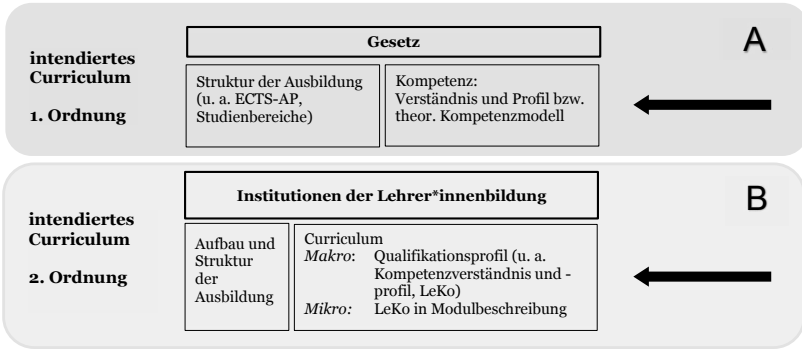 A
Gesetz
intendiertes
Curriculum
1. Ordnung
Struktur der Ausbildung
(u. a. ECTS-AP,
Studienbereiche)
Kompetenz:
Verständnis und Profil bzw.
theor. Kompetenzmodell
B
Institutionen der Lehrer*innenbildung
intendiertes
Curriculum
2. Ordnung
Aufbau und
Struktur
der
Ausbildung
Curriculum
Makro: Qualifikationsprofil (u. a.
Kompetenzverständnis und -
profil, LeKo)
Mikro: LeKo in Modulbeschreibung